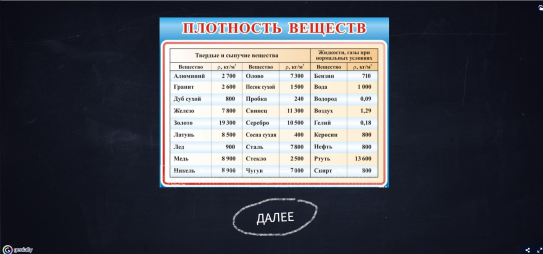 ПЛОТНОСТЬ ВЕЩЕСТВ
Твердые и сыпучие вещества Жидкости, газы при нормальных условиях
Вещество ρ, кг/м³ Вещество ρ, кг/м³ Вещество ρ, кг/м³
Алюминий 2 700 Олово 7 300 Бензин 710
Гранит 2 600 Песок сухой 1 500 Вода 1 000
Дуб сухой 800 Пробка 240 Водород 0,09
Железо 7 800 Свинец 11 300 Воздух 1,29
Золото 19 300 Серебро 10 500 Гелий 0,18
Латунь 8 500 Сосна сухая 400 Керосин 800
Лед 900 Сталь 7 800 Нефть 800
Медь 8 900 Стекло 2 500 Ртуть 13 600
Никель 8 900 Чугун 7 000 Спирт 800
ДАЛЕЕ
genially